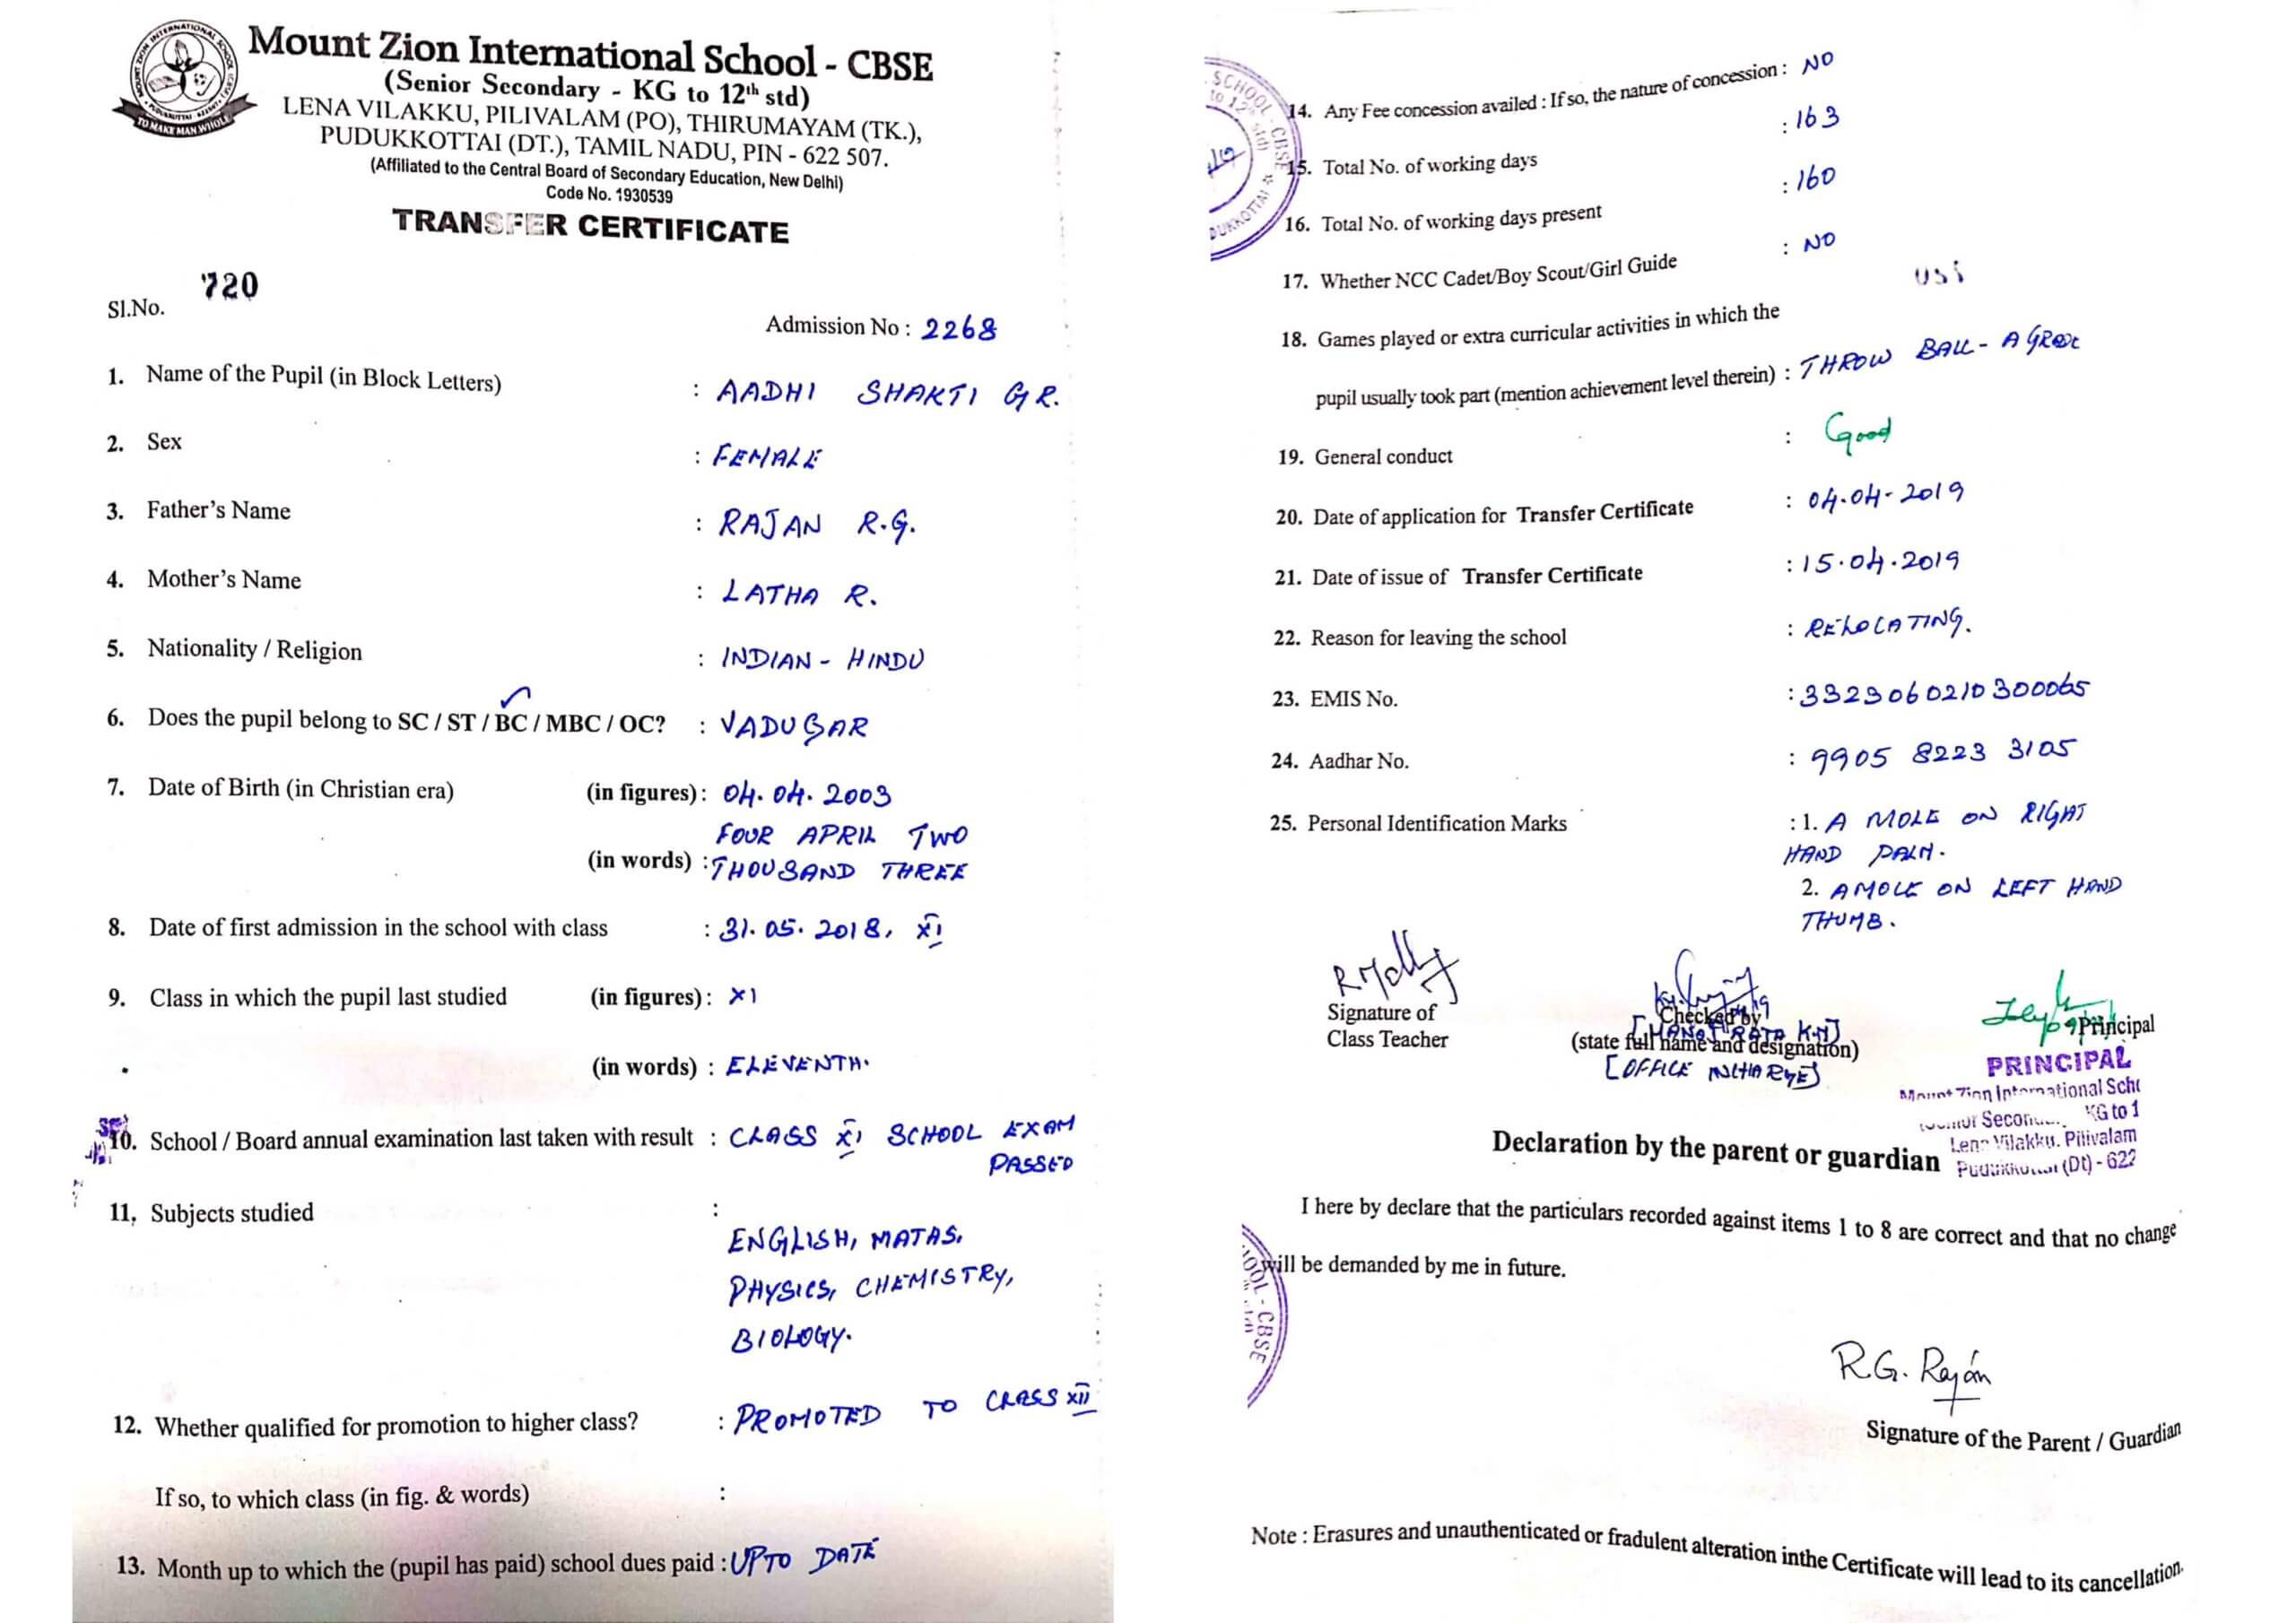 Mount Zion International School - CBSE
(Senior Secondary - KG to 12th std)
LENA VILAKKU, PILIVALAM (PO), THIRUMAYAM (TK.),
PUDUKKOTTAI (DT.), TAMIL NADU, PIN - 622 507.
(Affiliated to the Central Board of Secondary Education, New Delhi)
Code No. 1930539
TO MAKE MAN WHOLE
TRANSFER CERTIFICATE
Sl.No. 720
Admission No : 2268
1. Name of the Pupil (in Block Letters) : AADHI SHAKTI G R.
2. Sex : FEMALE
3. Father's Name : RAJAN R.G.
4. Mother's Name : LATHA R.
5. Nationality / Religion : INDIAN - HINDU
6. Does the pupil belong to SC / ST / BC / MBC / OC? : VADUGAR
7. Date of Birth (in Christian era) (in figures) : 04.04.2003
(in words) : FOUR APRIL TWO
THOUSAND THREE
8. Date of first admission in the school with class : 31.05.2018, XI
9. Class in which the pupil last studied (in figures) : XI
(in words) : ELEVENTH.
10. School / Board annual examination last taken with result : CLASS XI SCHOOL EXAM
PASSED
11. Subjects studied :
ENGLISH, MATAS,
PHYSICS, CHEMISTRY,
BIOLOGY.
12. Whether qualified for promotion to higher class? : PROMOTED TO CLASS XII
If so, to which class (in fig. & words) :
13. Month up to which the (pupil has paid) school dues paid : UPTO DATE
SCHOOL - CBSE
14. Any Fee concession availed : If so, the nature of concession : NO
15. Total No. of working days : 163
16. Total No. of working days present : 160
17. Whether NCC Cadet/Boy Scout/Girl Guide : NO
18. Games played or extra curricular activities in which the
pupil usually took part (mention achievement level therein) : THROW BALL - A GRADE
19. General conduct : Good
20. Date of application for Transfer Certificate : 04.04-2019
21. Date of issue of Transfer Certificate : 15.04.2019
22. Reason for leaving the school : RELOCATING.
23. EMIS No. : 3323060210300065
24. Aadhar No. : 9905 8223 3105
25. Personal Identification Marks : 1. A MOLE ON RIGHT
HAND PALM.
2. A MOLE ON LEFT HAND
THUMB.
Signature of
Class Teacher
Checked by
(state full name and designation)
[OFFICE INCHARGE]
Principal
PRINCIPAL
Mount Zion International
KG to 1
Lena Vilakku, Pilivalam
(Dt) - 622
Declaration by the parent or guardian
I here by declare that the particulars recorded against items 1 to 8 are correct and that no change
will be demanded by me in future.
OOL - CBSE
R.G. Rajan
Signature of the Parent / Guardian
Note : Erasures and unauthenticated or fradulent alteration inthe Certificate will lead to its cancellation.